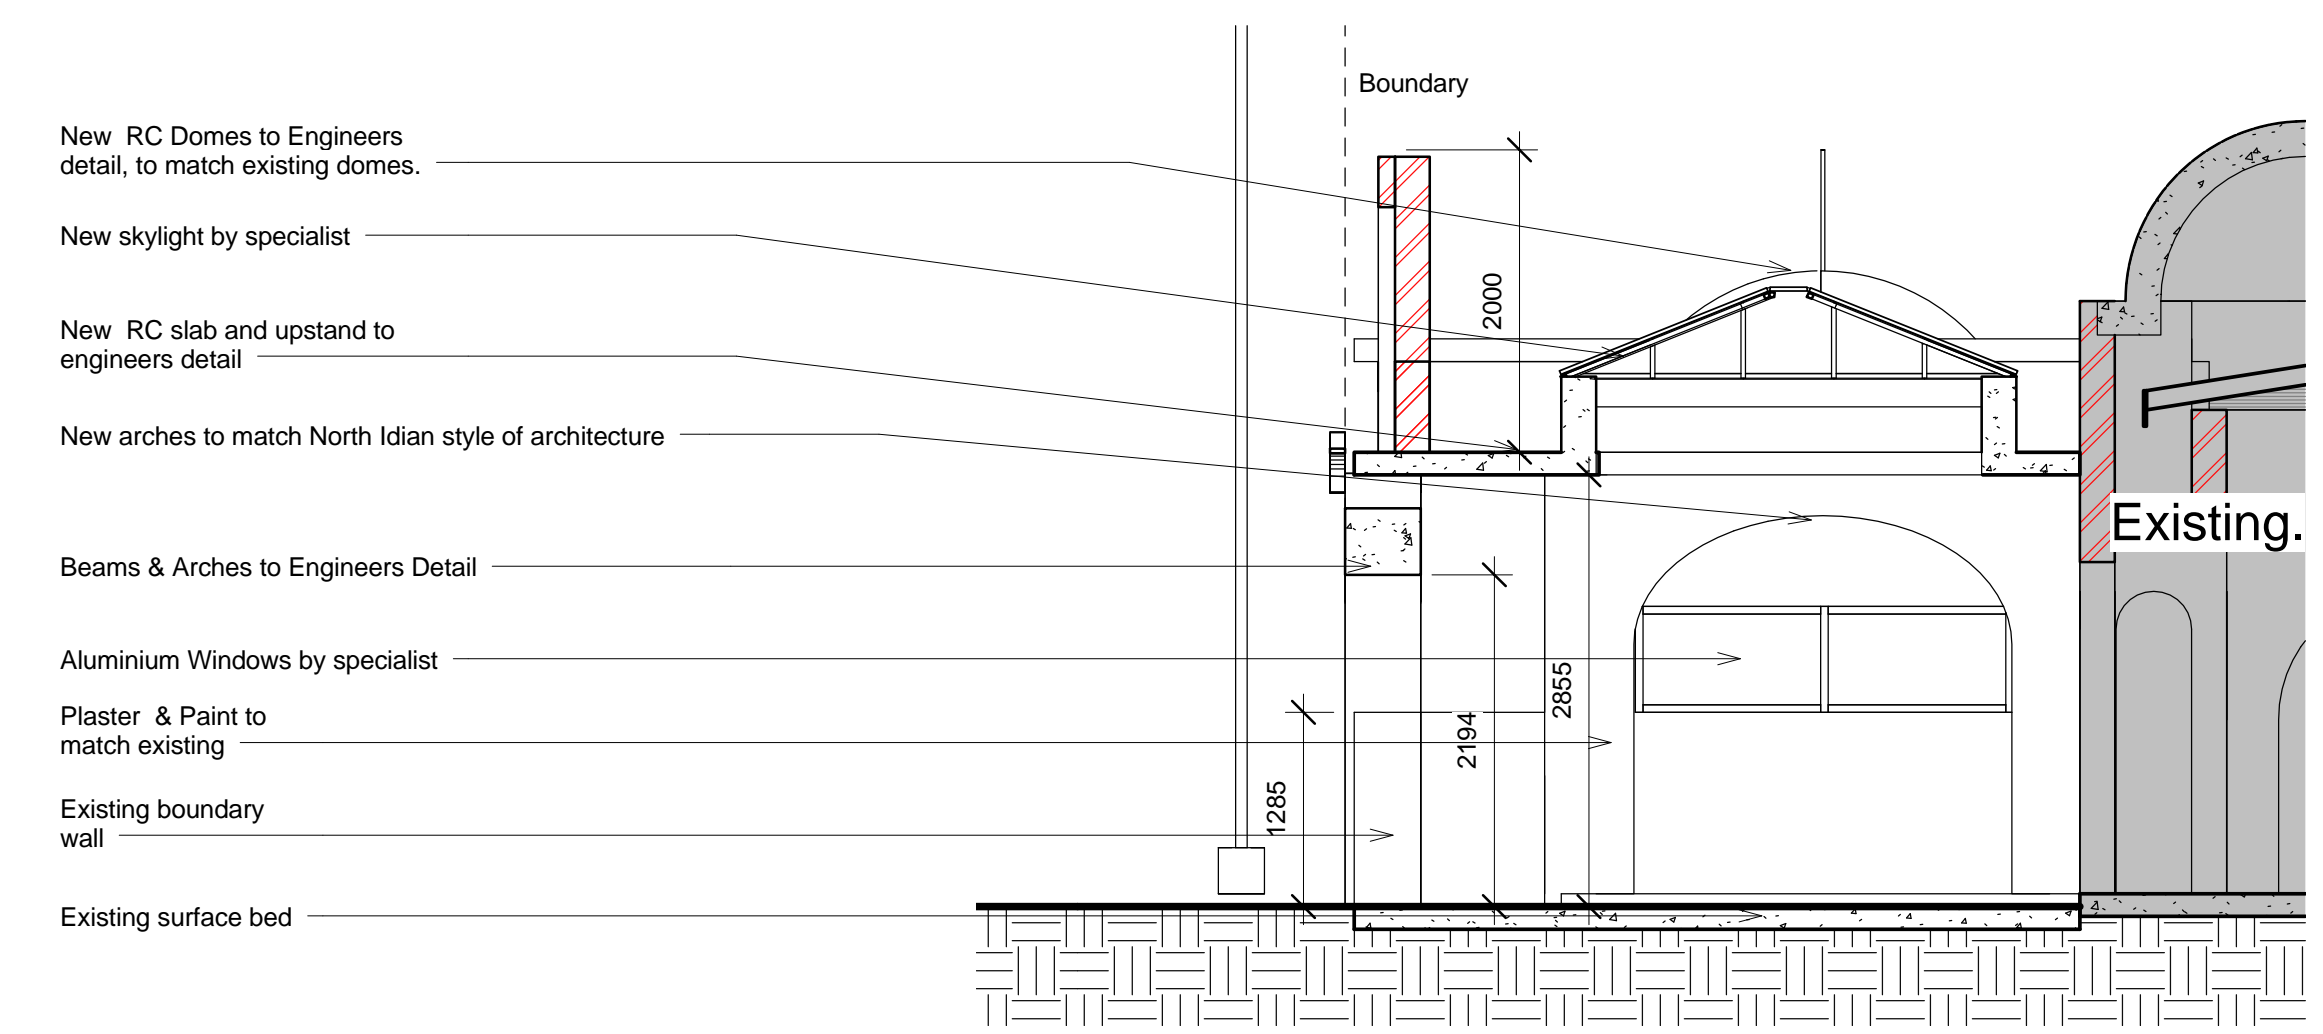 Boundary
New  RC Domes to Engineers
detail, to match existing domes.
New skylight by specialist
New  RC slab and upstand to
engineers detail
New arches to match North Idian style of architecture
Beams & Arches to Engineers Detail
Aluminium Windows by specialist
Plaster  & Paint to
match existing
Existing boundary
wall
Existing surface bed
2000
2855
2194
1285
Existing.